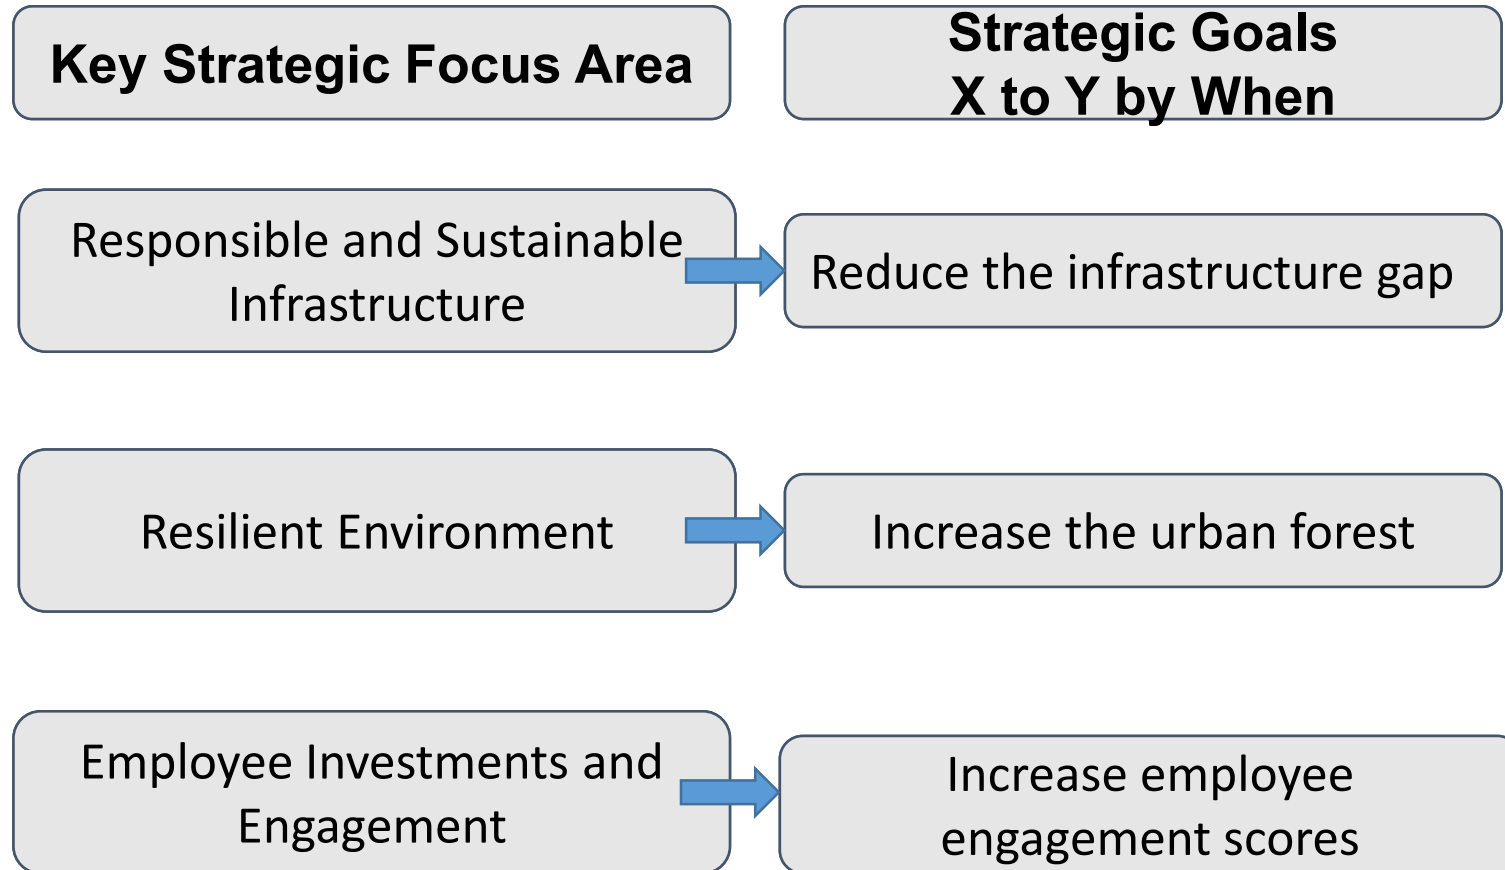 Key Strategic Focus Area
Strategic Goals
X to Y by When
Responsible and Sustainable
Infrastructure
Reduce the infrastructure gap
Resilient Environment
Increase the urban forest
Employee Investments and
Engagement
Increase employee
engagement scores